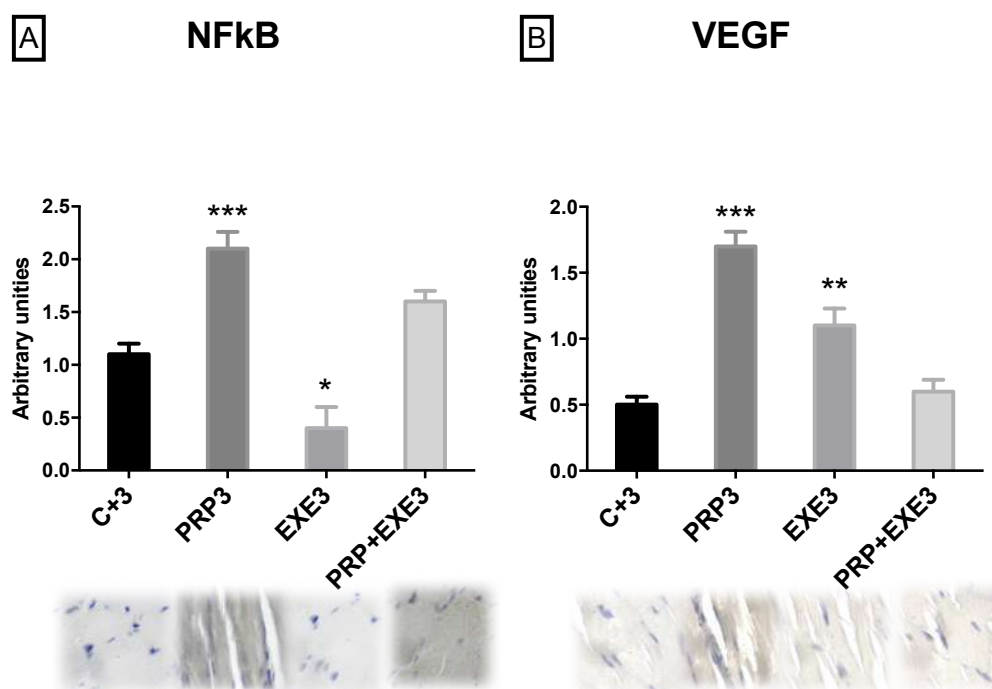 A
NFkB
Arbitrary unities
2.5
2.0
1.5
1.0
0.5
0.0
***
*
C+3
PRP3
EXE3
PRP+EXE3
B
VEGF
Arbitrary unities
2.0
1.5
1.0
0.5
0.0
***
**
C+3
PRP3
EXE3
PRP+EXE3